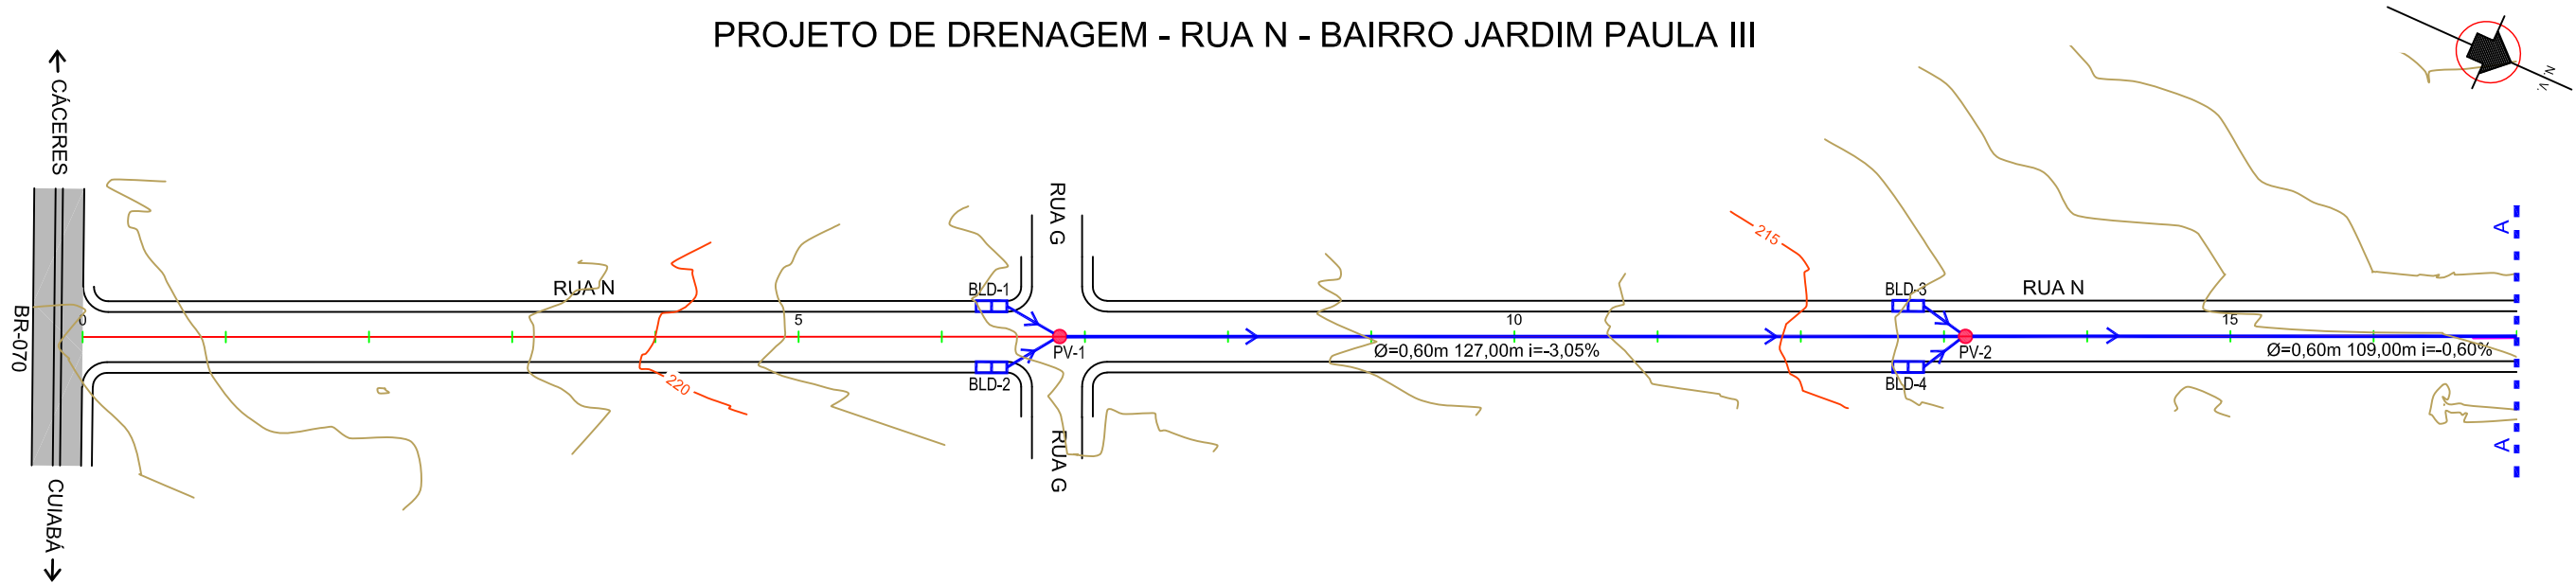 PROJETO DE DRENAGEM - RUA N - BAIRRO JARDIM PAULA III
N.
V.
CÁCERES
BR-070
CUIABÁ
RUA N
0
5
220
BLD-1
BLD-2
RUA G
RUA G
PV-1
10
Ø=0,60m 127,00m i=-3,05%
215
BLD-3
BLD-4
PV-2
RUA N
15
Ø=0,60m 109,00m i=-0,60%
A
A